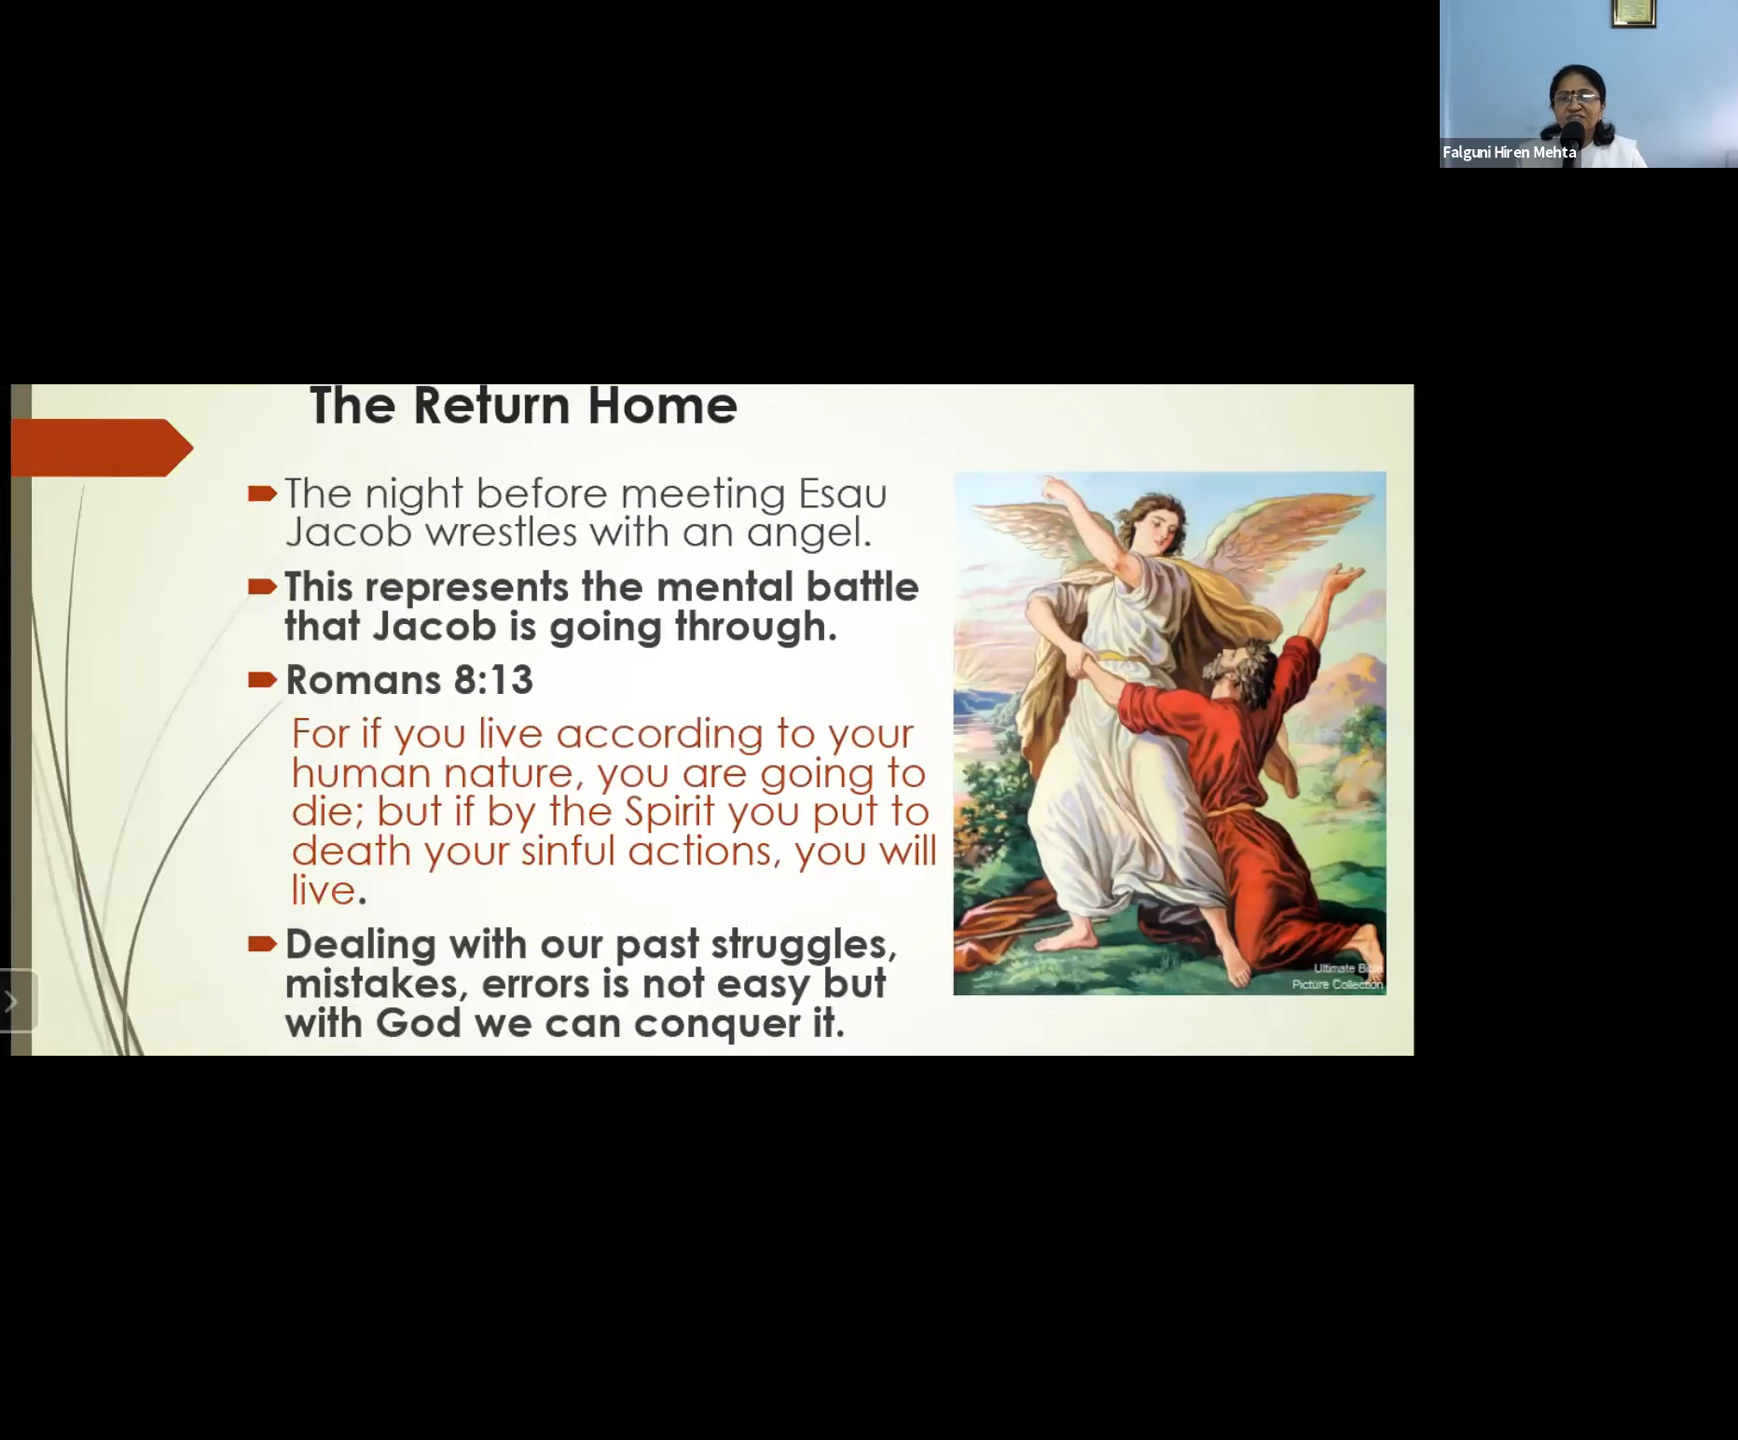 Falguni Hiren Mehta
The Return Home
The night before meeting Esau
Jacob wrestles with an angel.
This represents the mental battle
that Jacob is going through.
Romans 8:13
For if you live according to your
human nature, you are going to
die; but if by the Spirit you put to
death your sinful actions, you will
live.
Dealing with our past struggles,
mistakes, errors is not easy but
with God we can conquer it.
Ultimate Bible
Picture Collection